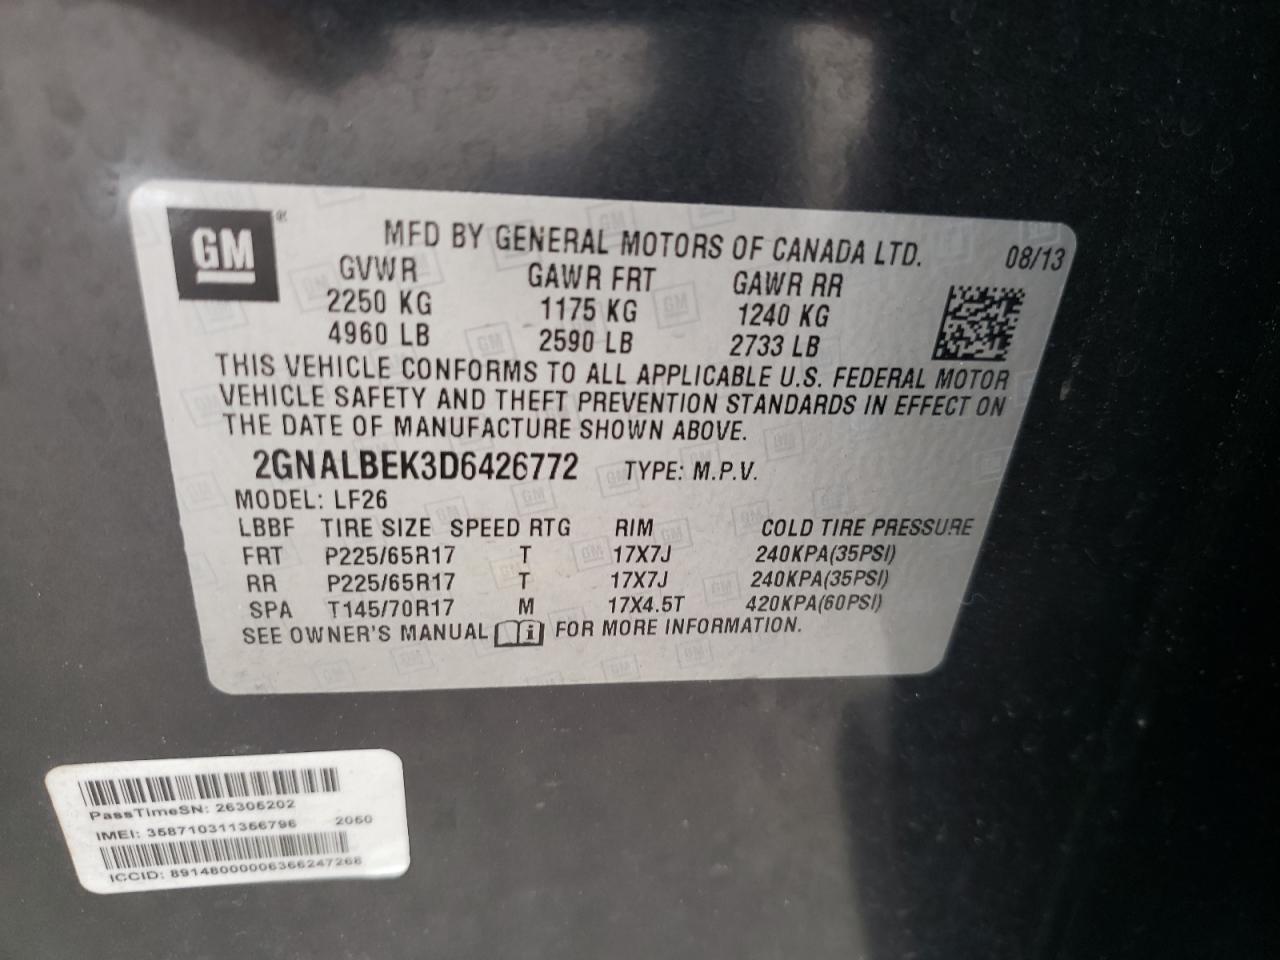 GM
MFD BY GENERAL MOTORS OF CANADA LTD. 08/13
GVWR GAWR FRT GAWR RR
2250 KG 1175 KG 1240 KG
4960 LB 2590 LB 2733 LB
THIS VEHICLE CONFORMS TO ALL APPLICABLE U.S. FEDERAL MOTOR
VEHICLE SAFETY AND THEFT PREVENTION STANDARDS IN EFFECT ON
THE DATE OF MANUFACTURE SHOWN ABOVE.
2GNALBEK3D6426772 TYPE: M.P.V.
MODEL: LF26
LBBF TIRE SIZE SPEED RTG RIM COLD TIRE PRESSURE
FRT P225/65R17 T 17X7J 240KPA(35PSI)
RR P225/65R17 T 17X7J 240KPA(35PSI)
SPA T145/70R17 M 17X4.5T 420KPA(60PSI)
SEE OWNER'S MANUAL FOR MORE INFORMATION.
PassTimeSN: 26306202
IMEI: 358710311356796 2050
ICCID: 89148000006366247268